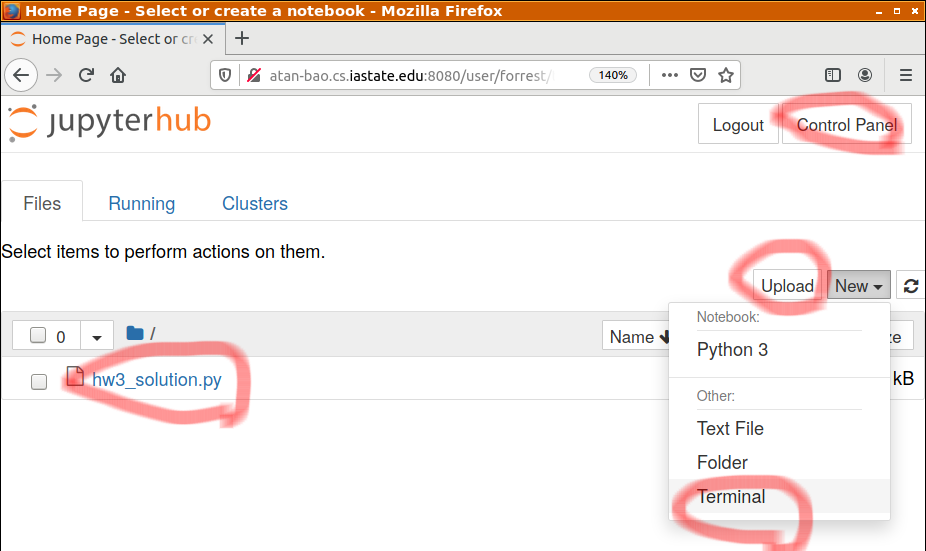 Home Page - Select or create a notebook - Mozilla Firefox
Home Page - Select or cr
atan-bao.cs.iastate.edu:8080/user/forrest/ 140%
jupyterhub Logout Control Panel
Files Running Clusters
Select items to perform actions on them.
Upload New
0 / Name ze
Notebook:
Python 3
hw3_solution.py kB
Other:
Text File
Folder
Terminal